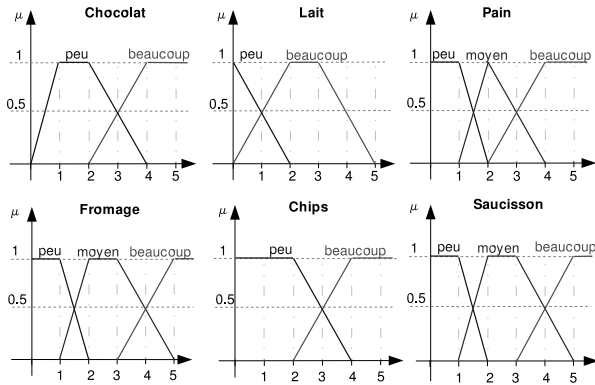 Chocolat
μ
peu
beaucoup
1
0.5
1 2 3 4 5
Lait
μ
peu
beaucoup
1
0.5
1 2 3 4 5
Pain
μ
peu moyen beaucoup
1
0.5
1 2 3 4 5
Fromage
μ
peu moyen beaucoup
1
0.5
1 2 3 4 5
Chips
μ
peu beaucoup
1
0.5
1 2 3 4 5
Saucisson
μ
peu moyen beaucoup
1
0.5
1 2 3 4 5